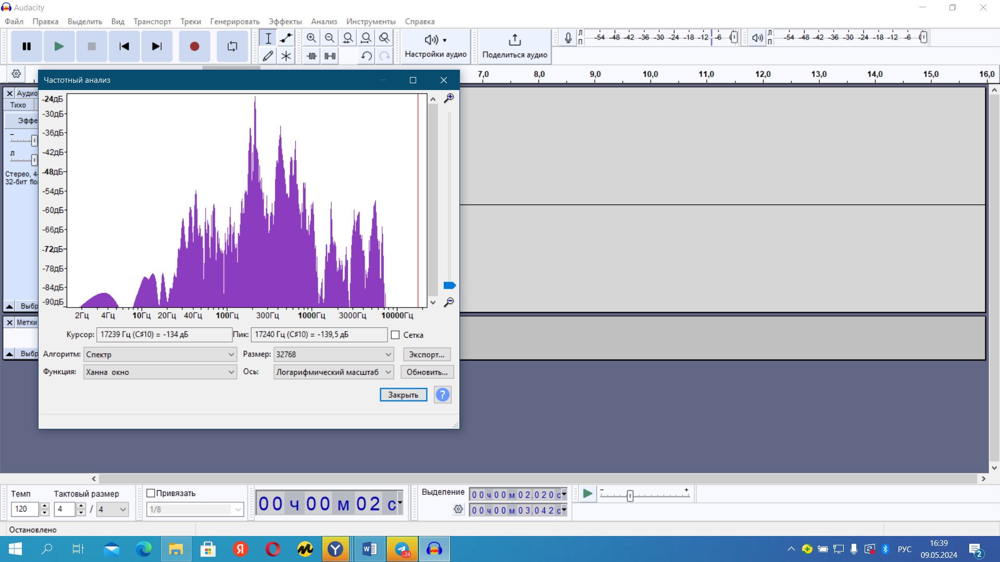 Audacity
Файл Правка Выделить Вид Транспорт Треки Генерировать Эффекты Анализ Инструменты Справка
Настройки аудио
Поделиться аудио
Л
П
-54 -48 -42 -36 -30 -24 -18 -12 -6 0
Л
П
-54 -48 -42 -36 -30 -24 -18 -12 -6 0
7,0 8,0 9,0 10,0 11,0 12,0 13,0 14,0 15,0 16,0
Частотный анализ
Аудио
Тихо
Эффе
Л
Стерео, 44
32-бит floa
Выбр
Метки
Выбр
-24дБ
-30дБ
-36дБ
-42дБ
-48дБ
-54дБ
-60дБ
-66дБ
-72дБ
-78дБ
-84дБ
-90дБ
2Гц 4Гц 10Гц 20Гц 40Гц 100Гц 300Гц 1000Гц 3000Гц 10000Гц
Курсор: 17239 Гц (C#10) = -134 дБ Пик: 17240 Гц (C#10) = -139,5 дБ Сетка
Алгоритм: Спектр Размер: 32768 Экспорт...
Функция: Ханна окно Ось: Логарифмический масштаб Обновить...
Закрыть ?
Темп Тактовый размер
120 4 / 4
Привязать
1/8
00 ч 00 м 02 с
Выделение
00 ч 00 м 02.020 с
00 ч 00 м 03.042 с
Остановлено
Я
Y
W
..24
РУС
16:39
09.05.2024
2